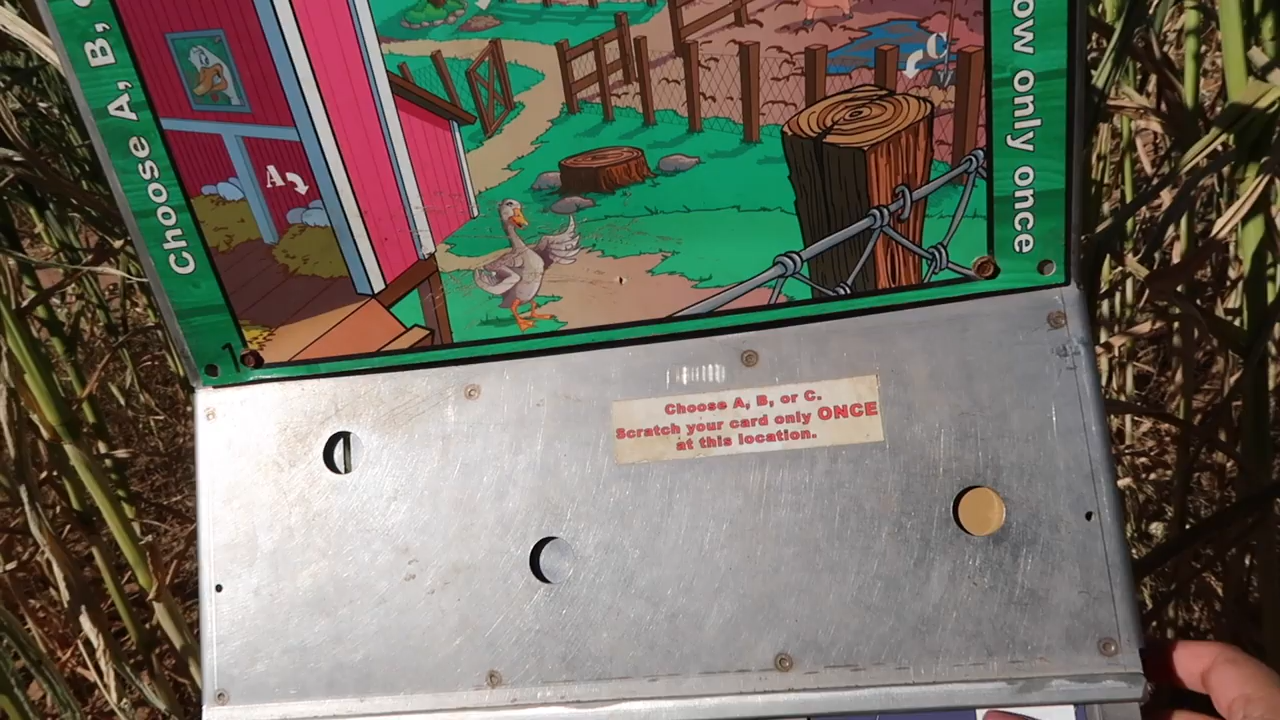 Choose A, B,
ow only once
C
A
Choose A, B, or C.
Scratch your card only ONCE
at this location.